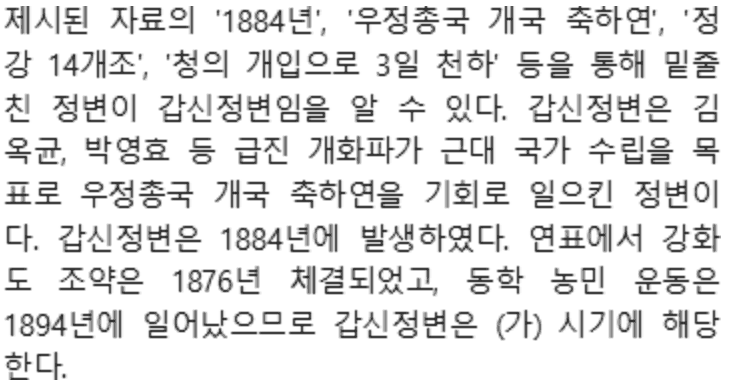 제시된 자료의 '1884년', '우정총국 개국 축하연', '정
강 14개조', '청의 개입으로 3일 천하' 등을 통해 밑줄
친 정변이 갑신정변임을 알 수 있다. 갑신정변은 김
옥균, 박영효 등 급진 개화파가 근대 국가 수립을 목
표로 우정총국 개국 축하연을 기회로 일으킨 정변이
다. 갑신정변은 1884년에 발생하였다. 연표에서 강화
도 조약은 1876년 체결되었고, 동학 농민 운동은
1894년에 일어났으므로 갑신정변은 (가) 시기에 해당
한다.